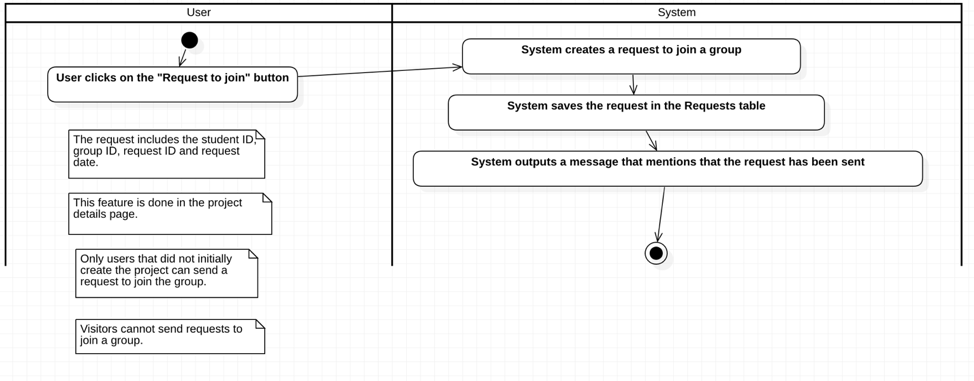 User
System
User clicks on the "Request to join" button
System creates a request to join a group
System saves the request in the Requests table
System outputs a message that mentions that the request has been sent
The request includes the student ID,
group ID, request ID and request
date.
This feature is done in the project
details page.
Only users that did not initially
create the project can send a
request to join the group.
Visitors cannot send requests to
join a group.